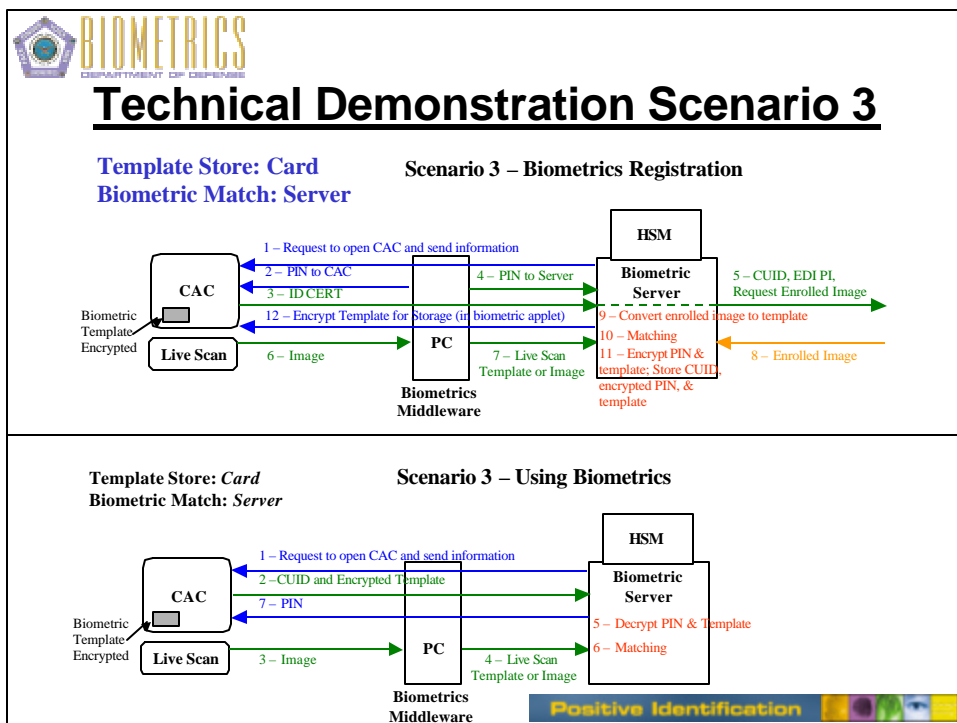 BIOMETRICS
DEPARTMENT OF DEFENSE
Technical Demonstration Scenario 3
Template Store: Card
Biometric Match: Server
Scenario 3 – Biometrics Registration
HSM
1 – Request to open CAC and send information
2 – PIN to CAC
4 – PIN to Server
Biometric
Server
5 – CUID, EDI PI,
Request Enrolled Image
CAC
3 – ID CERT
Biometric
Template
Encrypted
12 – Encrypt Template for Storage (in biometric applet)
9 – Convert enrolled image to template
10 – Matching
11 – Encrypt PIN &
template; Store CUID,
encrypted PIN, &
template
Live Scan
6 – Image
PC
7 – Live Scan
Template or Image
8 – Enrolled Image
Biometrics
Middleware
Template Store: Card
Biometric Match: Server
Scenario 3 – Using Biometrics
HSM
1 – Request to open CAC and send information
2 –CUID and Encrypted Template
Biometric
Server
CAC
7 – PIN
Biometric
Template
Encrypted
5 – Decrypt PIN & Template
6 – Matching
Live Scan
3 – Image
PC
4 – Live Scan
Template or Image
Biometrics
Middleware
Positive Identification